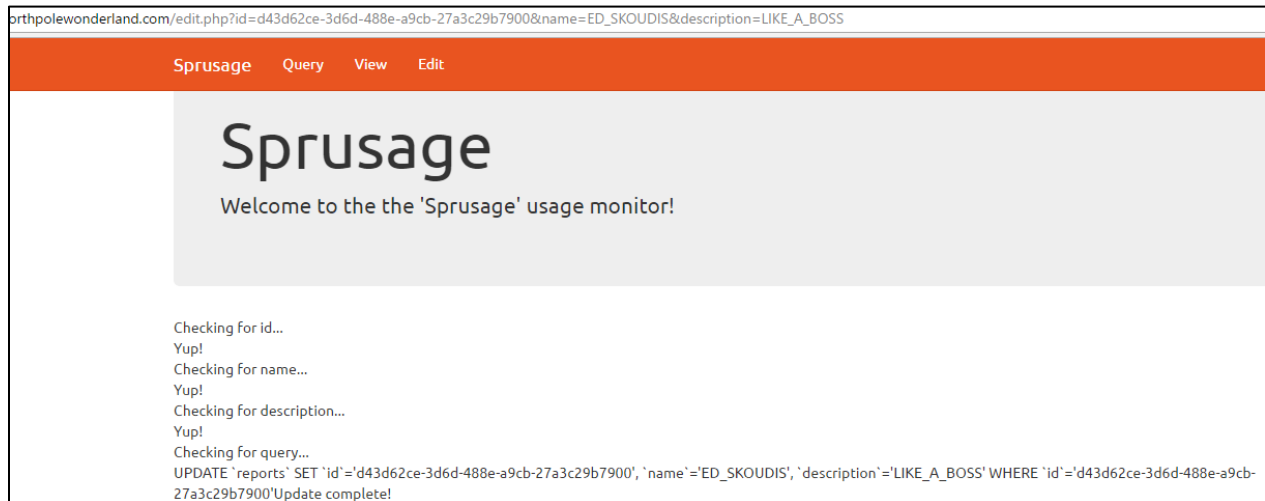 orthpolewonderland.com/edit.php?id=d43d62ce-3d6d-488e-a9cb-27a3c29b7900&name=ED_SKOUDIS&description=LIKE_A_BOSS
Sprusage Query View Edit
Sprusage
Welcome to the the 'Sprusage' usage monitor!
Checking for id...
Yup!
Checking for name...
Yup!
Checking for description...
Yup!
Checking for query...
UPDATE `reports` SET `id`='d43d62ce-3d6d-488e-a9cb-27a3c29b7900', `name`='ED_SKOUDIS', `description`='LIKE_A_BOSS' WHERE `id`='d43d62ce-3d6d-488e-a9cb-
27a3c29b7900'Update complete!